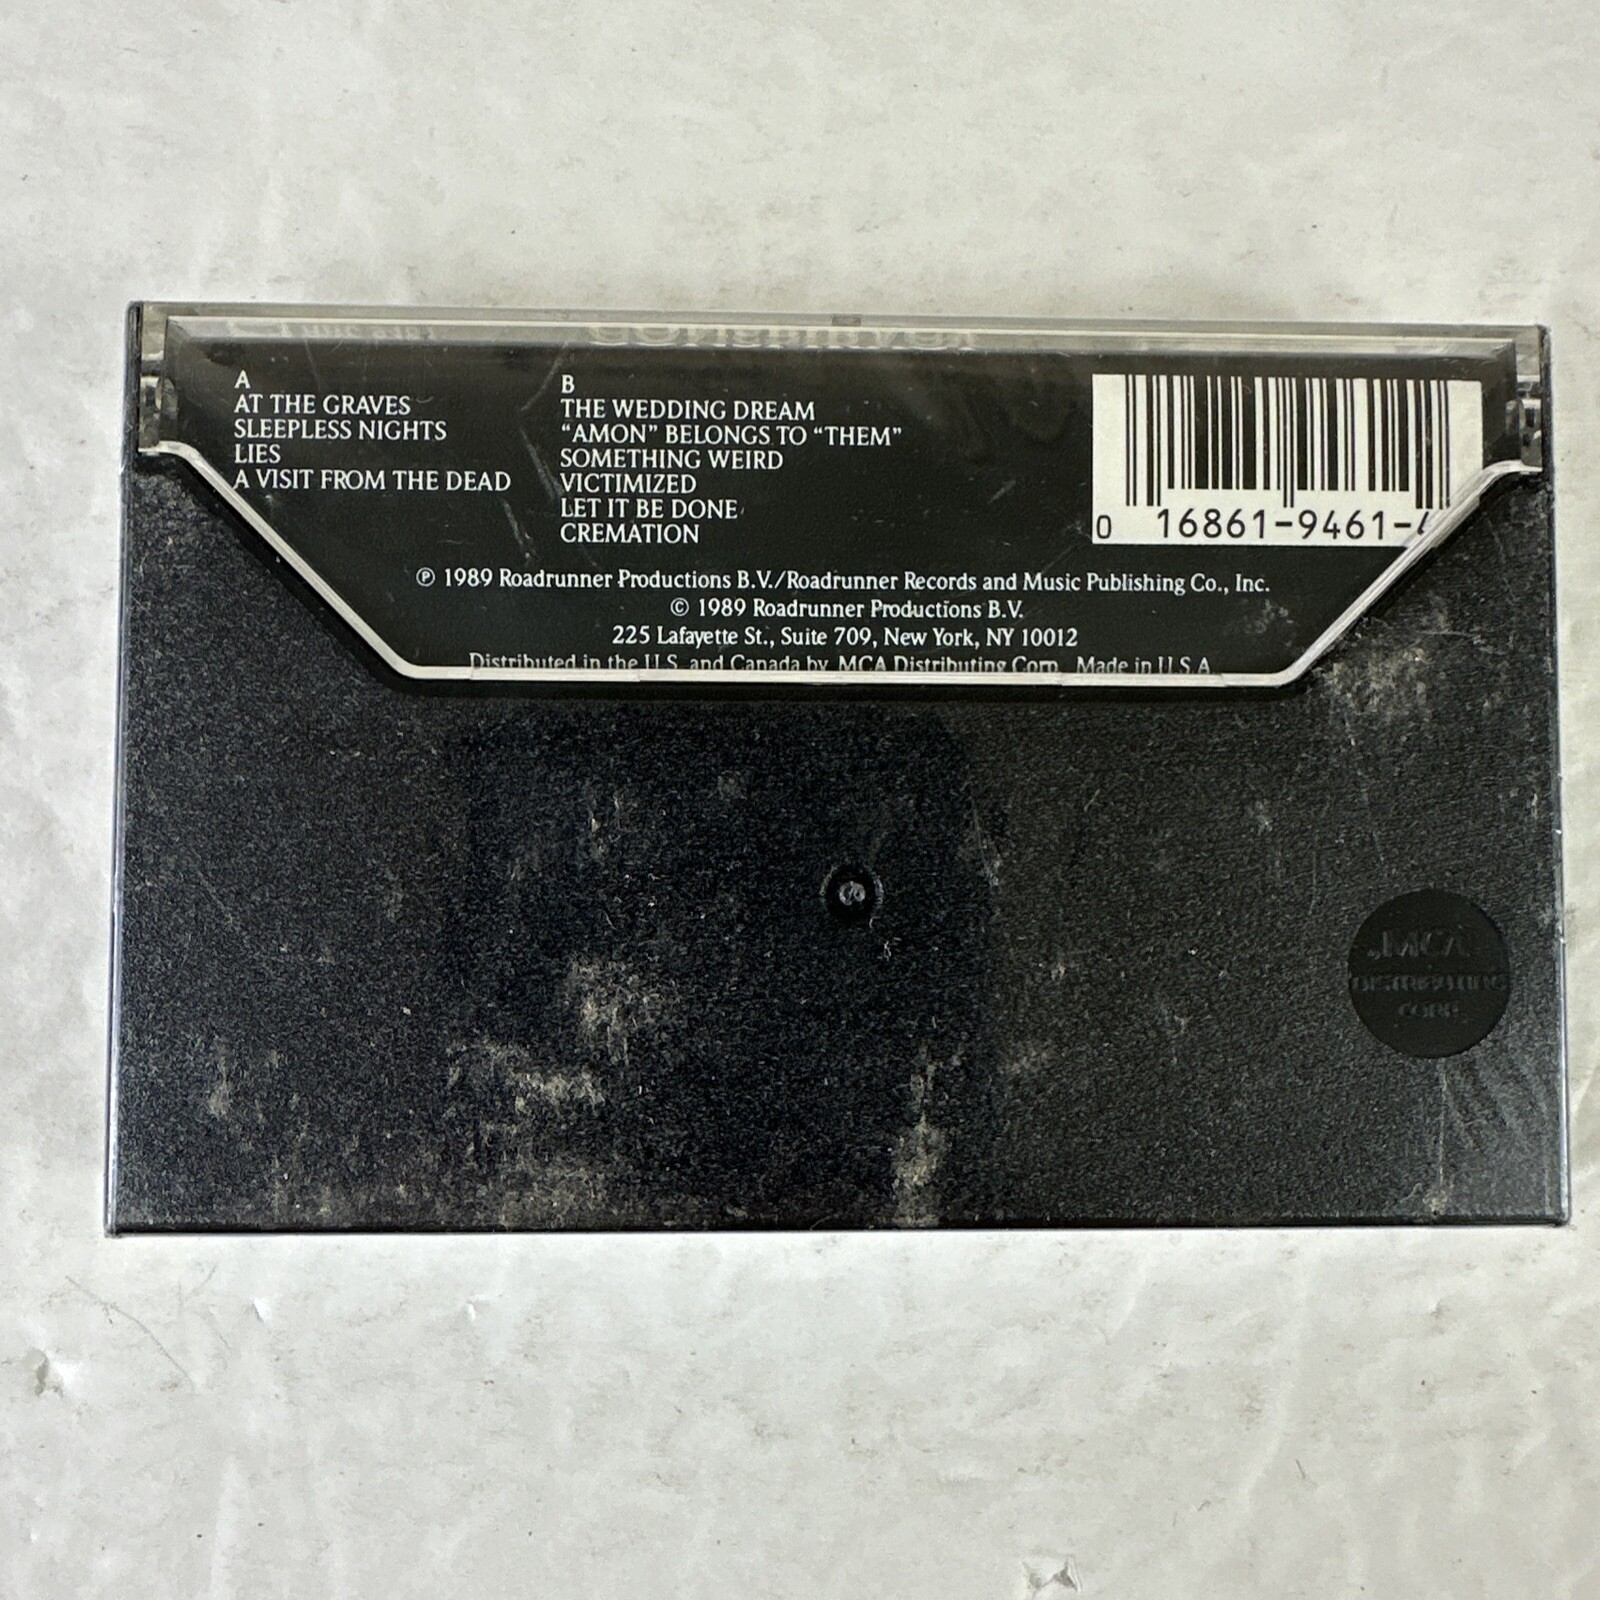 A
AT THE GRAVES
SLEEPLESS NIGHTS
LIES
A VISIT FROM THE DEAD
B
THE WEDDING DREAM
"AMON" BELONGS TO "THEM"
SOMETHING WEIRD
VICTIMIZED
LET IT BE DONE
CREMATION
0 16861-9461-4
℗ 1989 Roadrunner Productions B.V./Roadrunner Records and Music Publishing Co., Inc.
© 1989 Roadrunner Productions B.V.
225 Lafayette St., Suite 709, New York, NY 10012
Distributed in the U.S. and Canada by MCA Distributing Corp. Made in U.S.A.
MCA
DISTRIBUTING
CORP.